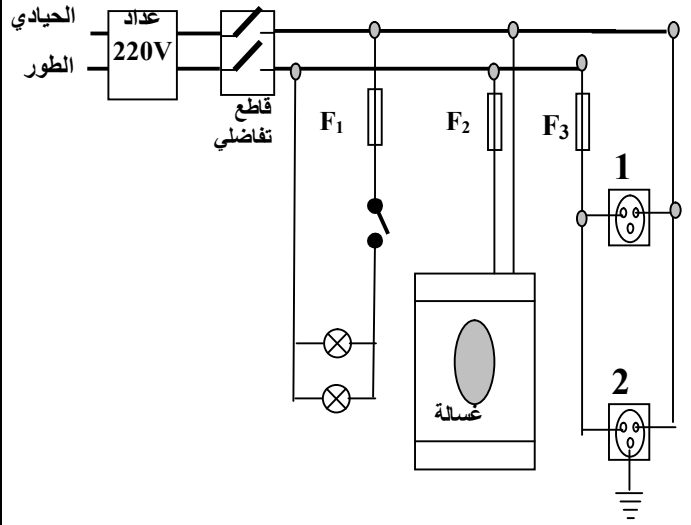 الحيادي
الطور
عداد
220V
قاطع
تفاضلي
F₁
F₂
F₃
1
2
غسالة